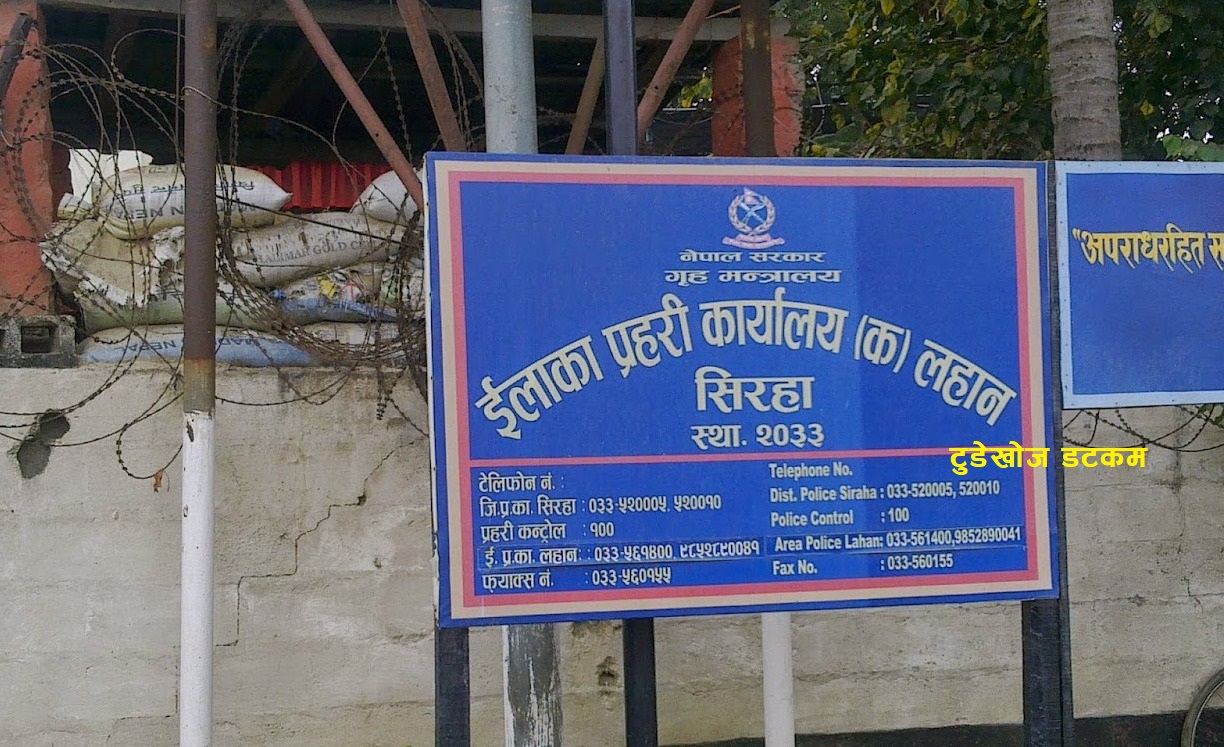 नेपाल सरकार
गृह मन्त्रालय
ईलाका प्रहरी कार्यालय (क) लहान
सिरहा
स्था. २०३३
टेलिफोन नं. :
जि.प्र.का. सिरहा : ०३३-५२०००५, ५२००१०
प्रहरी कन्ट्रोल : १००
ई. प्र.का. लहान : ०३३-५६१४००, ९८५२८९००४१
फ्याक्स नं. : ०३३-५६०१५५
Telephone No.
Dist. Police Siraha : 033-520005, 520010
Police Control : 100
Area Police Lahan: 033-561400,9852890041
Fax No. : 033-560155
"अपराधरहित
टुडेखोज डटकम
GOLD